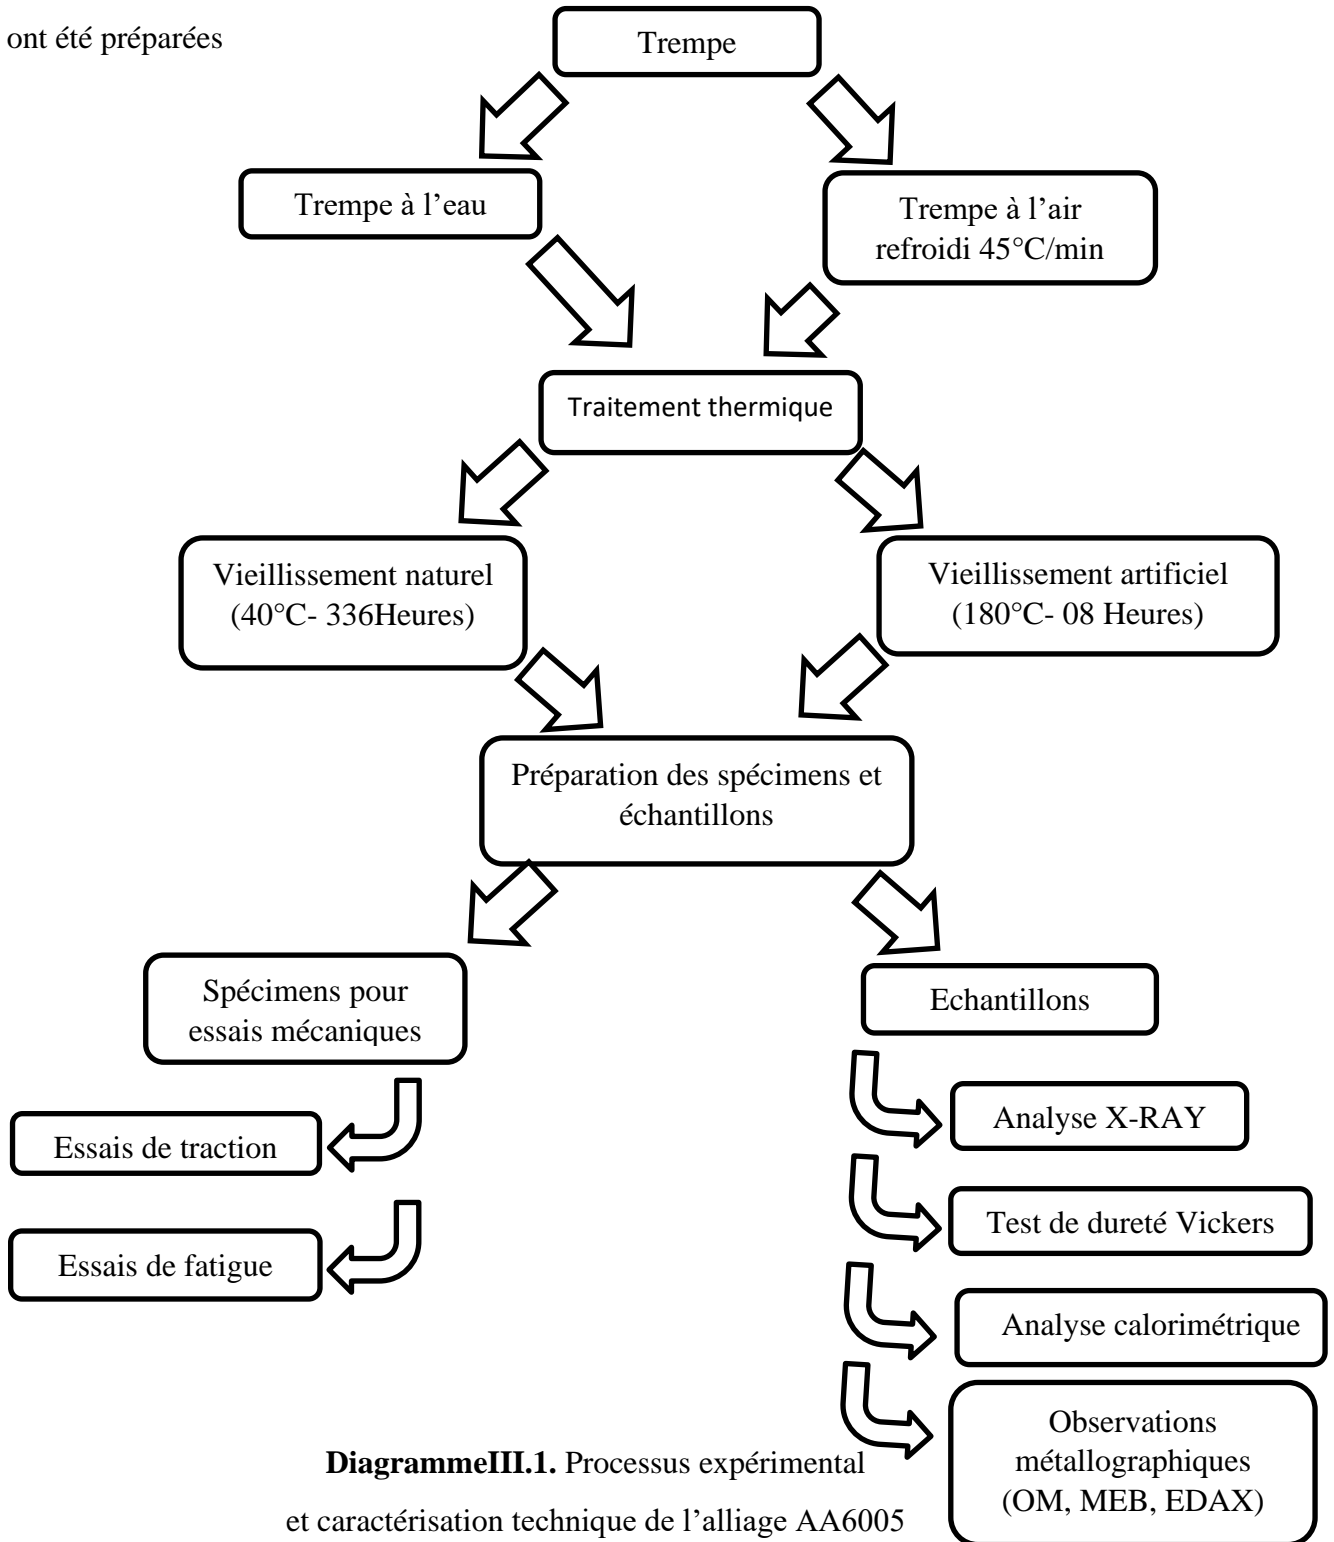 ont été préparées
Trempe
Trempe à l’eau
Trempe à l’air
refroidi 45°C/min
Traitement thermique
Vieillissement naturel
(40°C- 336Heures)
Vieillissement artificiel
(180°C- 08 Heures)
Préparation des spécimens et
échantillons
Spécimens pour
essais mécaniques
Echantillons
Essais de traction
Analyse X-RAY
Essais de fatigue
Test de dureté Vickers
Analyse calorimétrique
Observations
métallographiques
(OM, MEB, EDAX)
DiagrammeIII.1. Processus expérimental
et caractérisation technique de l’alliage AA6005